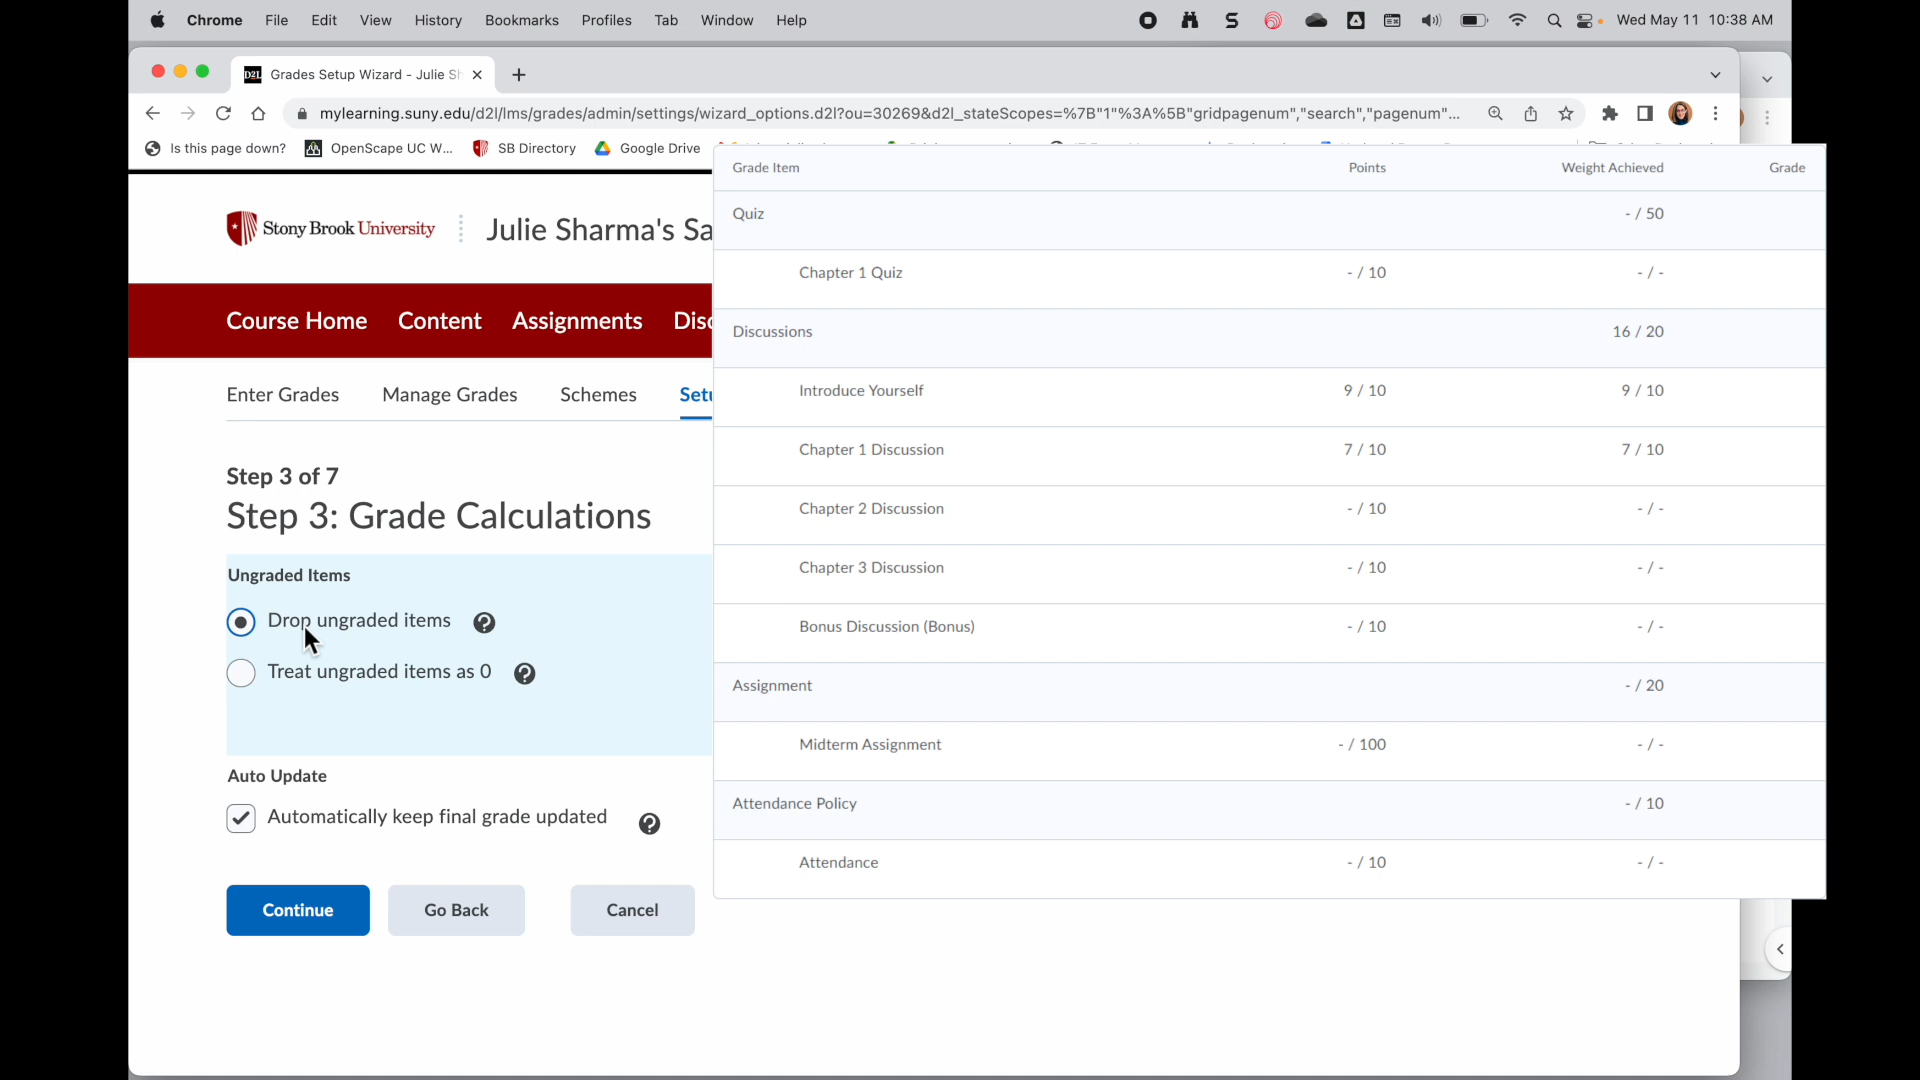 Chrome File Edit View History Bookmarks Profiles Tab Window Help
Wed May 11 10:38 AM
D2L Grades Setup Wizard - Julie Sh
mylearning.suny.edu/d2l/lms/grades/admin/settings/wizard_options.d2l?ou=30269&d2l_stateScopes=%7B"1"%3A%5B"gridpagenum","search","pagenum"...
Is this page down? OpenScape UC W... SB Directory Google Drive
Stony Brook University Julie Sharma's Sa
Course Home Content Assignments Disc
Enter Grades Manage Grades Schemes Setu
Step 3 of 7
Step 3: Grade Calculations
Ungraded Items
Drop ungraded items ?
Treat ungraded items as 0 ?
Auto Update
Automatically keep final grade updated ?
Continue Go Back Cancel
Grade Item Points Weight Achieved Grade
Quiz - / 50
Chapter 1 Quiz - / 10 - / -
Discussions 16 / 20
Introduce Yourself 9 / 10 9 / 10
Chapter 1 Discussion 7 / 10 7 / 10
Chapter 2 Discussion - / 10 - / -
Chapter 3 Discussion - / 10 - / -
Bonus Discussion (Bonus) - / 10 - / -
Assignment - / 20
Midterm Assignment - / 100 - / -
Attendance Policy - / 10
Attendance - / 10 - / -